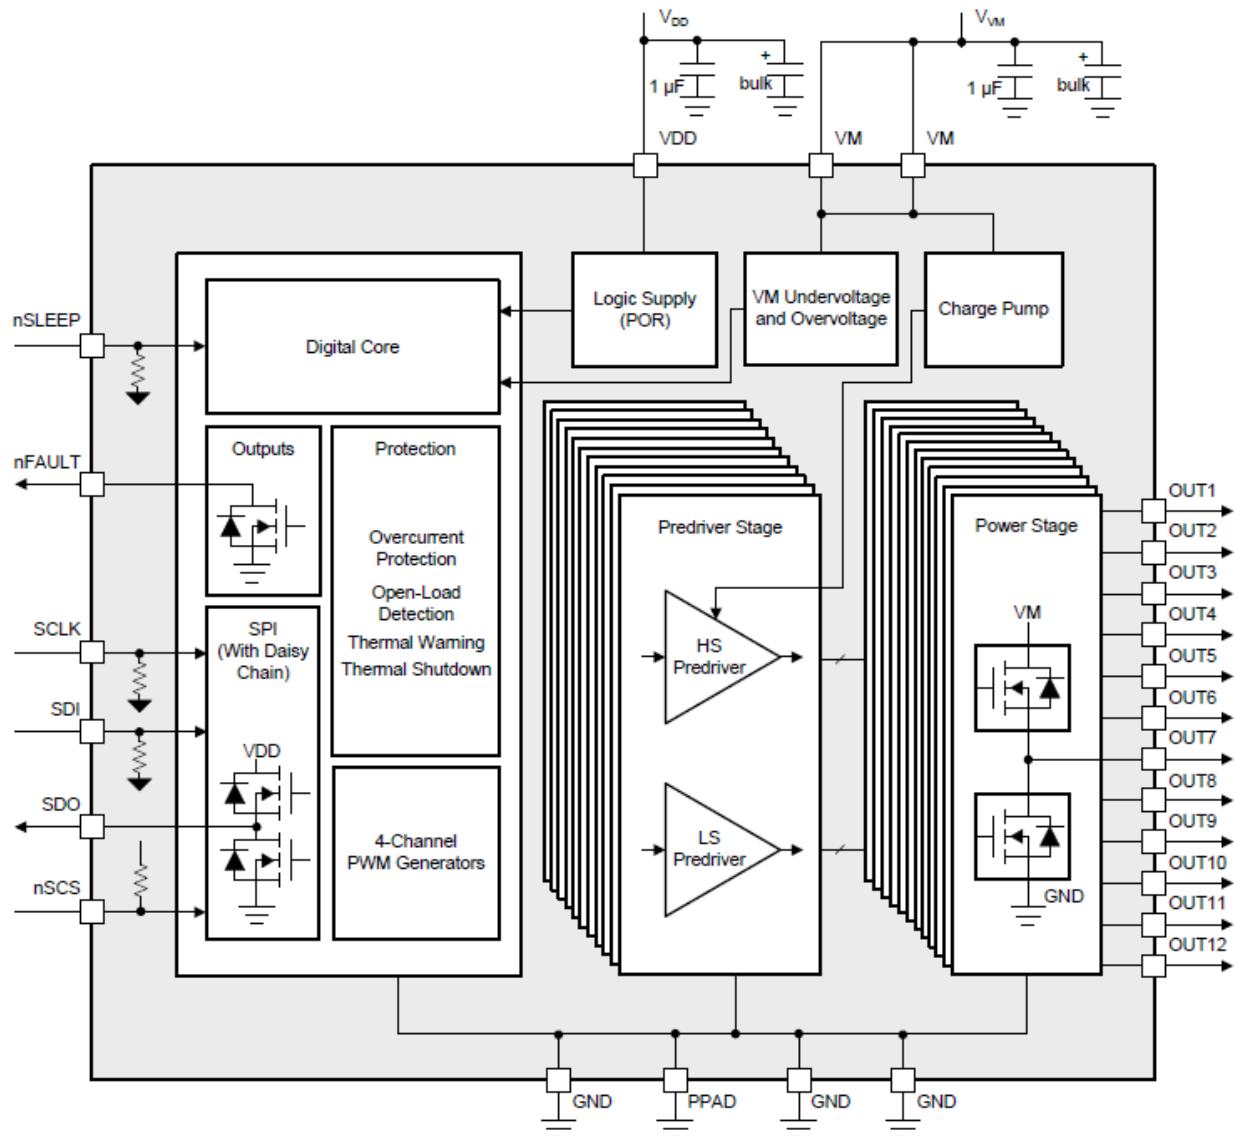 VDD
VVM
+
+
1 µF
bulk
1 µF
bulk
VDD
VM
VM
Logic Supply
(POR)
VM Undervoltage
and Overvoltage
Charge Pump
nSLEEP
Digital Core
nFAULT
Outputs
Protection
Overcurrent
Protection
Open-Load
Detection
Thermal Warning
Thermal Shutdown
SCLK
SPI
(With Daisy
Chain)
SDI
VDD
SDO
nSCS
4-Channel
PWM Generators
Predriver Stage
HS
Predriver
LS
Predriver
Power Stage
VM
GND
OUT1
OUT2
OUT3
OUT4
OUT5
OUT6
OUT7
OUT8
OUT9
OUT10
OUT11
OUT12
GND
PPAD
GND
GND